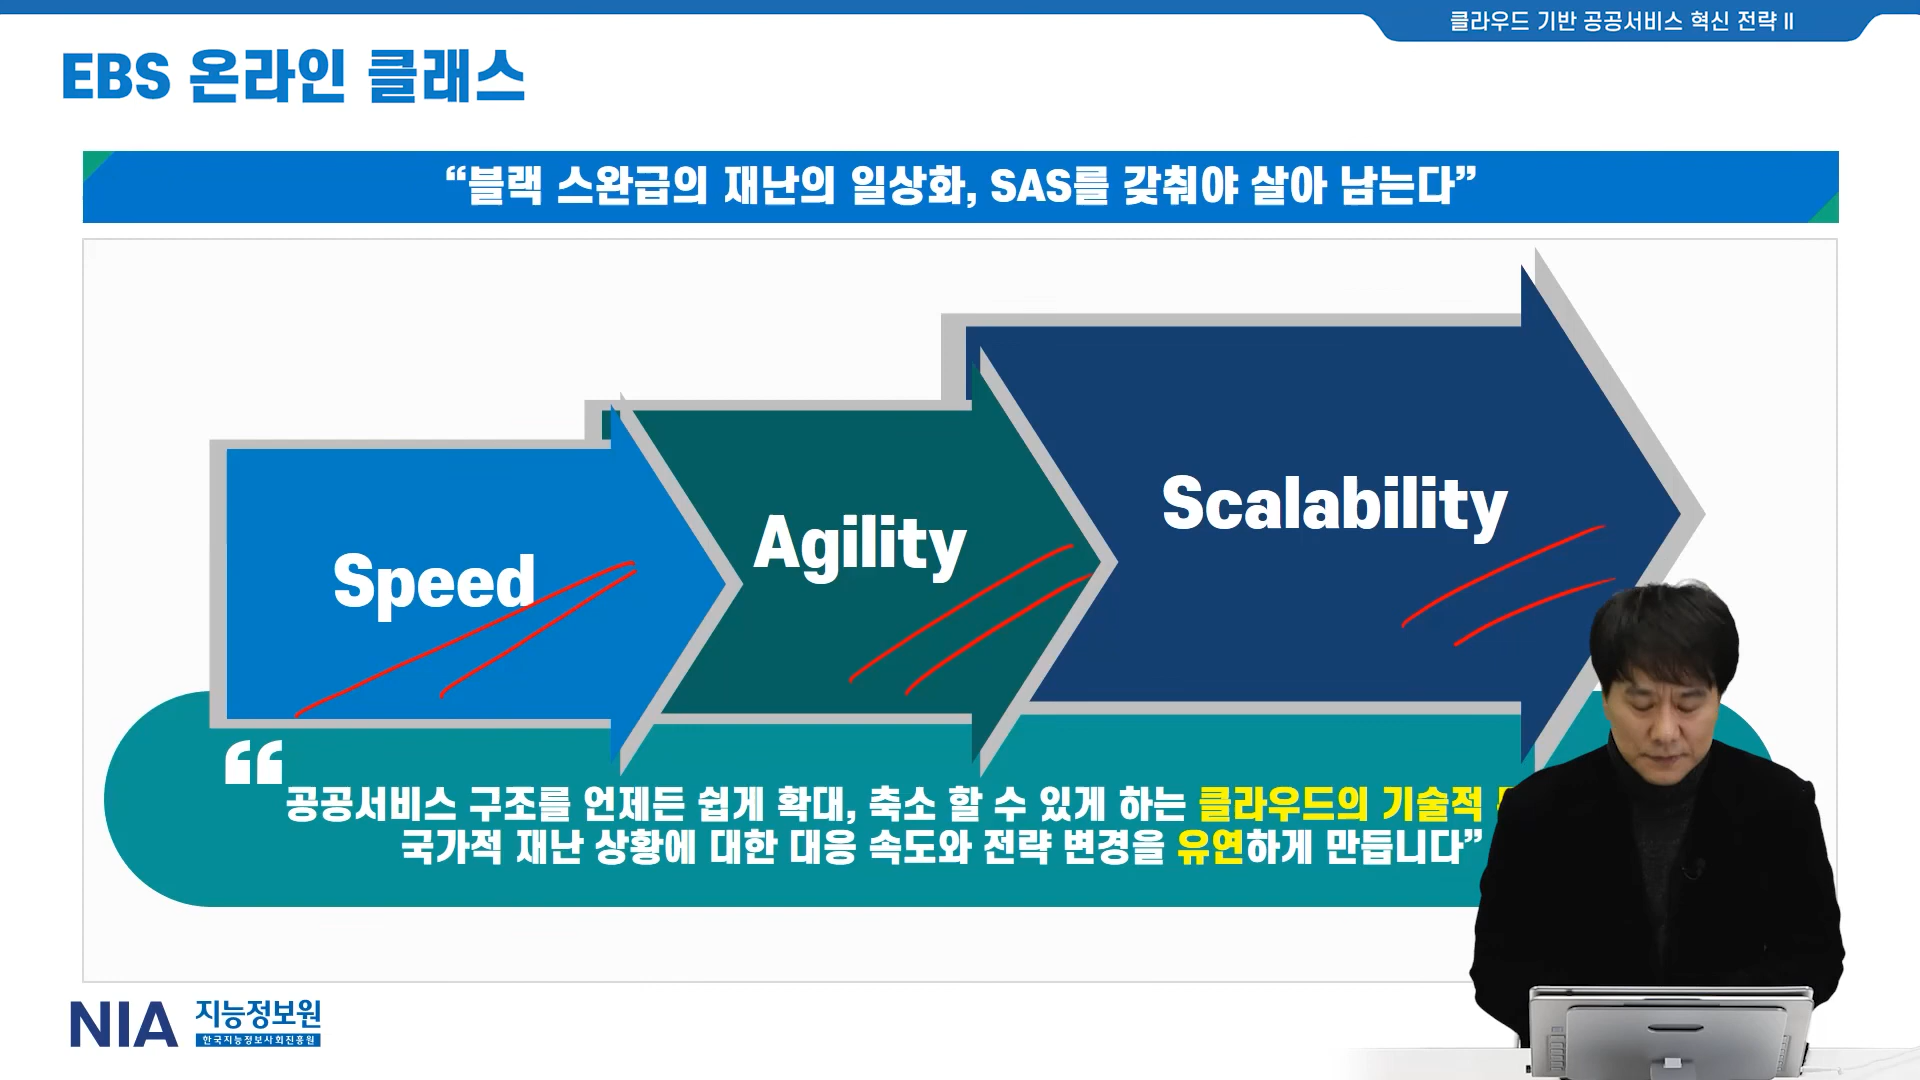 클라우드 기반 공공서비스 혁신 전략 II
EBS 온라인 클래스
“블랙 스완급의 재난의 일상화, SAS를 갖춰야 살아 남는다”
Speed
Agility
Scalability
“
공공서비스 구조를 언제든 쉽게 확대, 축소 할 수 있게 하는 클라우드의 기술적
국가적 재난 상황에 대한 대응 속도와 전략 변경을 유연하게 만듭니다”
NIA 지능정보원
한국지능정보사회진흥원